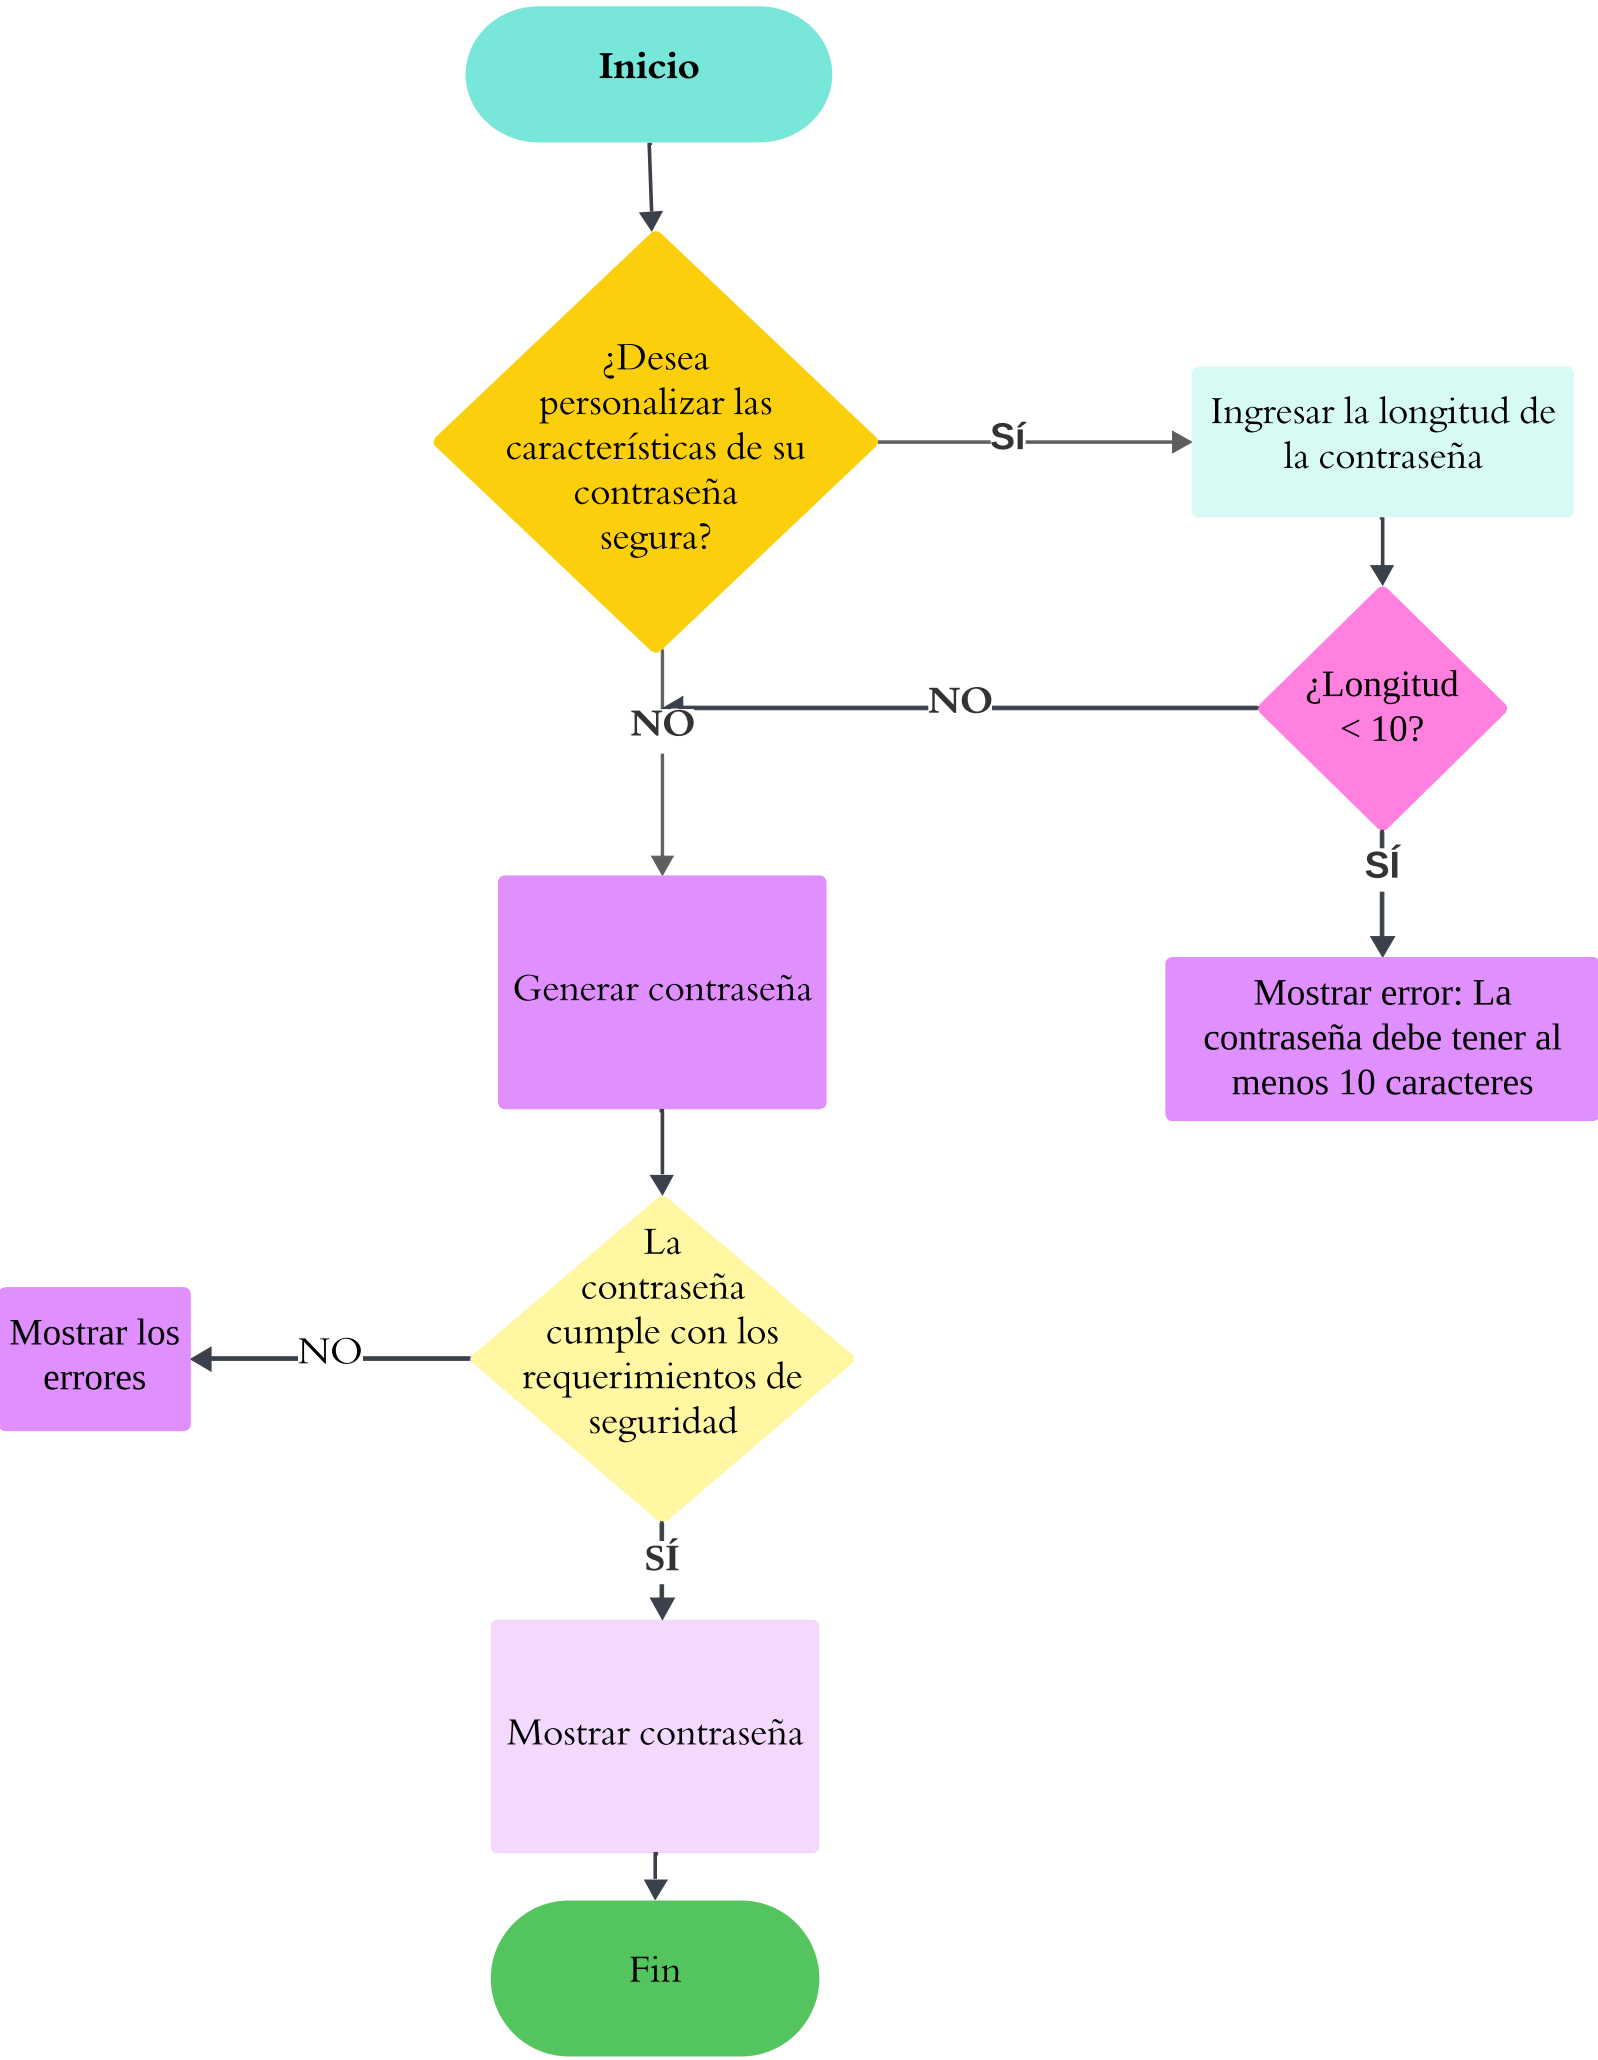 Inicio
¿Desea
personalizar las
características de su
contraseña
segura?
Sí
Ingresar la longitud de
la contraseña
¿Longitud
< 10?
NO
NO
SÍ
Generar contraseña
Mostrar error: La
contraseña debe tener al
menos 10 caracteres
La
contraseña
cumple con los
requerimientos de
seguridad
NO
Mostrar los
errores
SÍ
Mostrar contraseña
Fin